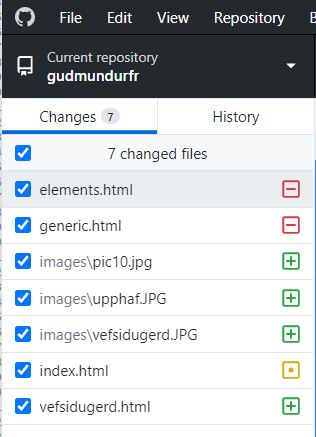 File Edit View Repository
Current repository
gudmundurfr
Changes 7 History
7 changed files
elements.html
generic.html
images\pic10.jpg
images\upphaf.JPG
images\vefsidugerd.JPG
index.html
vefsidugerd.html